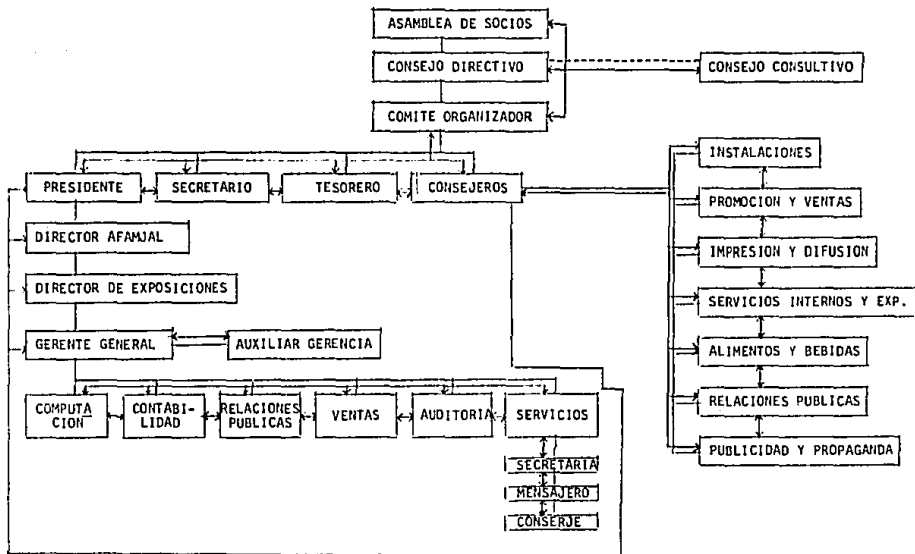 ASAMBLEA DE SOCIOS
CONSEJO DIRECTIVO
CONSEJO CONSULTIVO
COMITE ORGANIZADOR
PRESIDENTE
SECRETARIO
TESORERO
CONSEJEROS
DIRECTOR AFAMJAL
DIRECTOR DE EXPOSICIONES
GERENTE GENERAL
AUXILIAR GERENCIA
COMPUTA
CION
CONTABI-
LIDAD
RELACIONES
PUBLICAS
VENTAS
AUDITORIA
SERVICIOS
SECRETARIA
MENSAJERO
CONSERJE
INSTALACIONES
PROMOCION Y VENTAS
IMPRESION Y DIFUSION
SERVICIOS INTERNOS Y EXP.
ALIMENTOS Y BEBIDAS
RELACIONES PUBLICAS
PUBLICIDAD Y PROPAGANDA